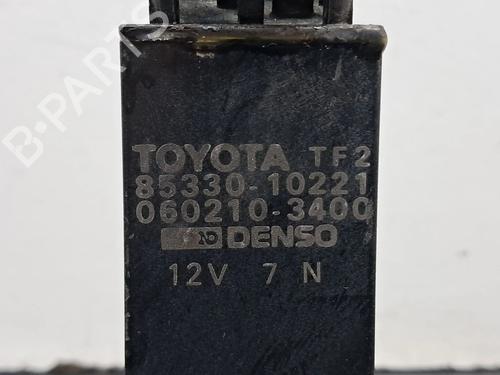 B-PARTS
TOYOTA TF2
85330-10221
060210-3400
DENSO
12V 7 N